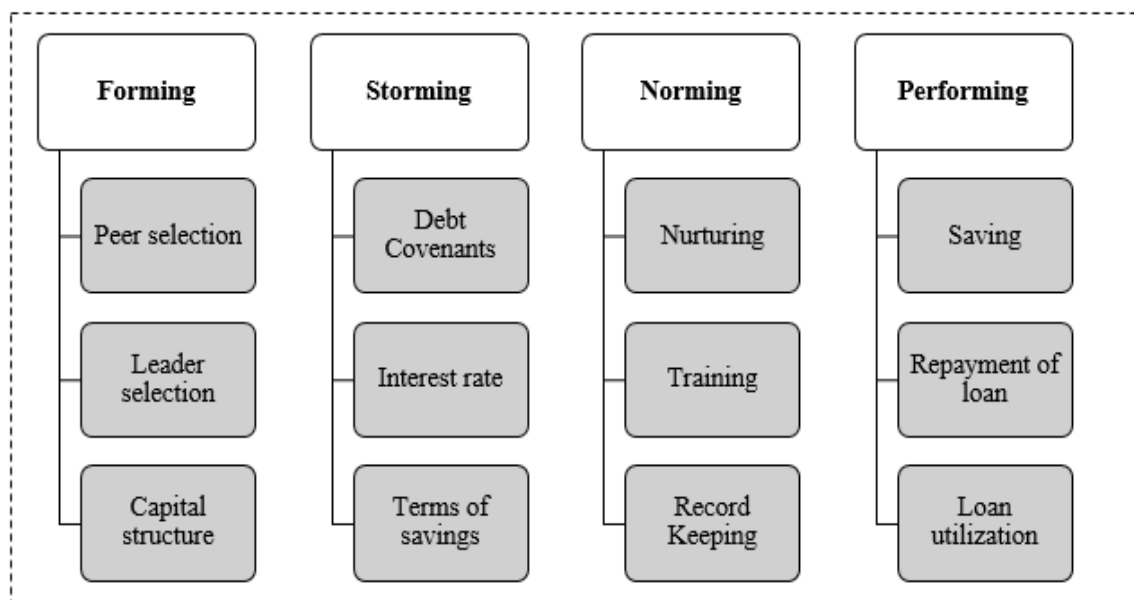 Forming
Peer selection
Leader
selection
Capital
structure
Storming
Debt
Covenants
Interest rate
Terms of
savings
Norming
Nurturing
Training
Record
Keeping
Performing
Saving
Repayment of
loan
Loan
utilization